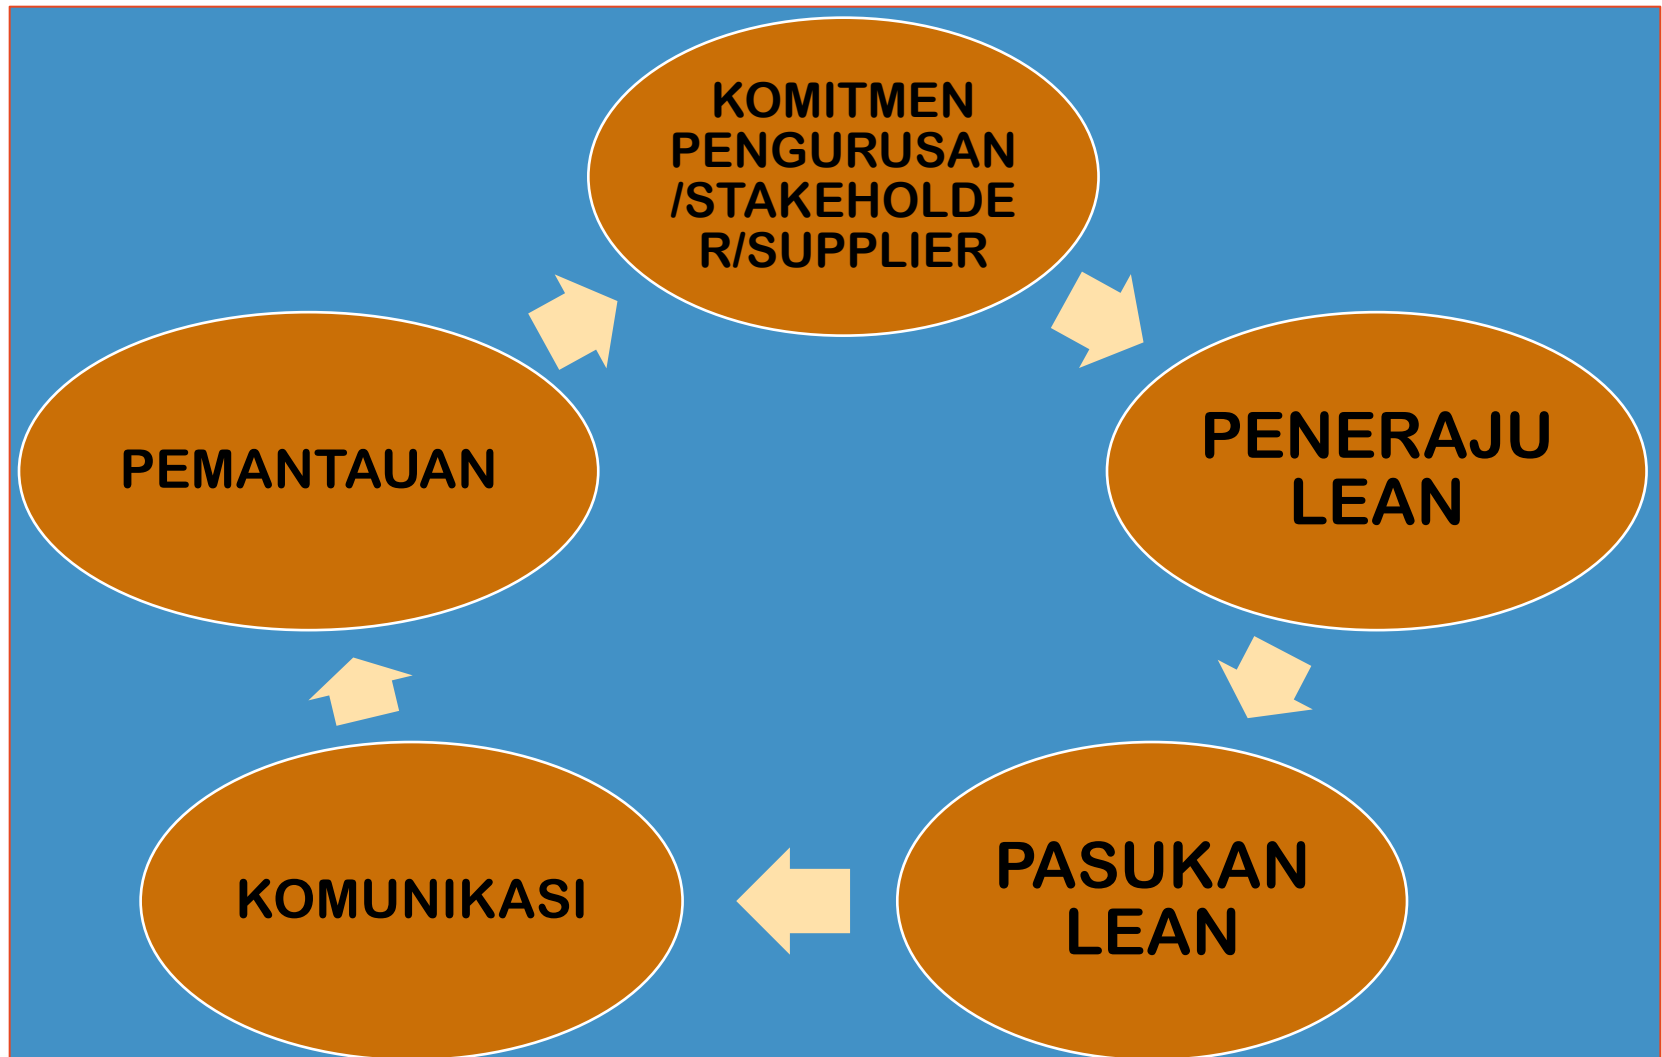 KOMITMEN
PENGURUSAN
/STAKEHOLDE
R/SUPPLIER
PENERAJU
LEAN
PASUKAN
LEAN
KOMUNIKASI
PEMANTAUAN